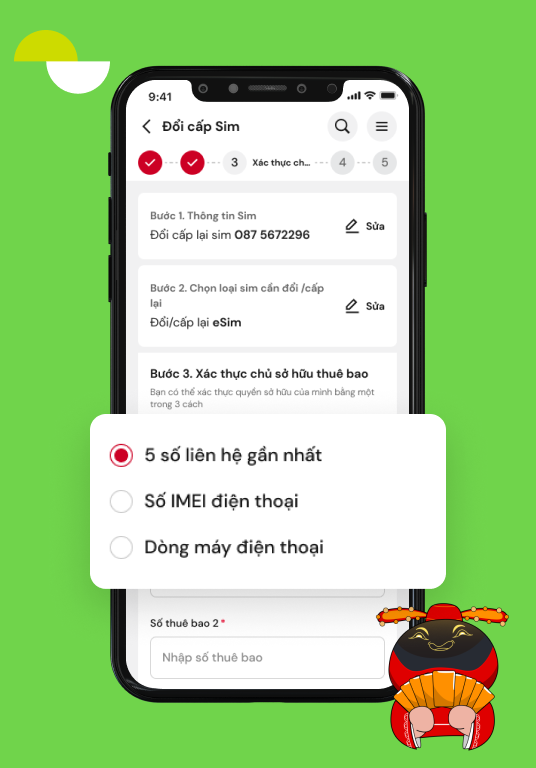 9:41
Đổi cấp Sim
3 Xác thực ch... 4 5
Bước 1. Thông tin Sim
Đổi cấp lại sim 087 5672296
Sửa
Bước 2. Chọn loại sim cần đổi /cấp
lại
Đổi/cấp lại eSim
Sửa
Bước 3. Xác thực chủ sở hữu thuê bao
Bạn có thể xác thực quyền sở hữu của mình bằng một
trong 3 cách
5 số liên hệ gần nhất
Số IMEI điện thoại
Dòng máy điện thoại
Số thuê bao 2 *
Nhập số thuê bao